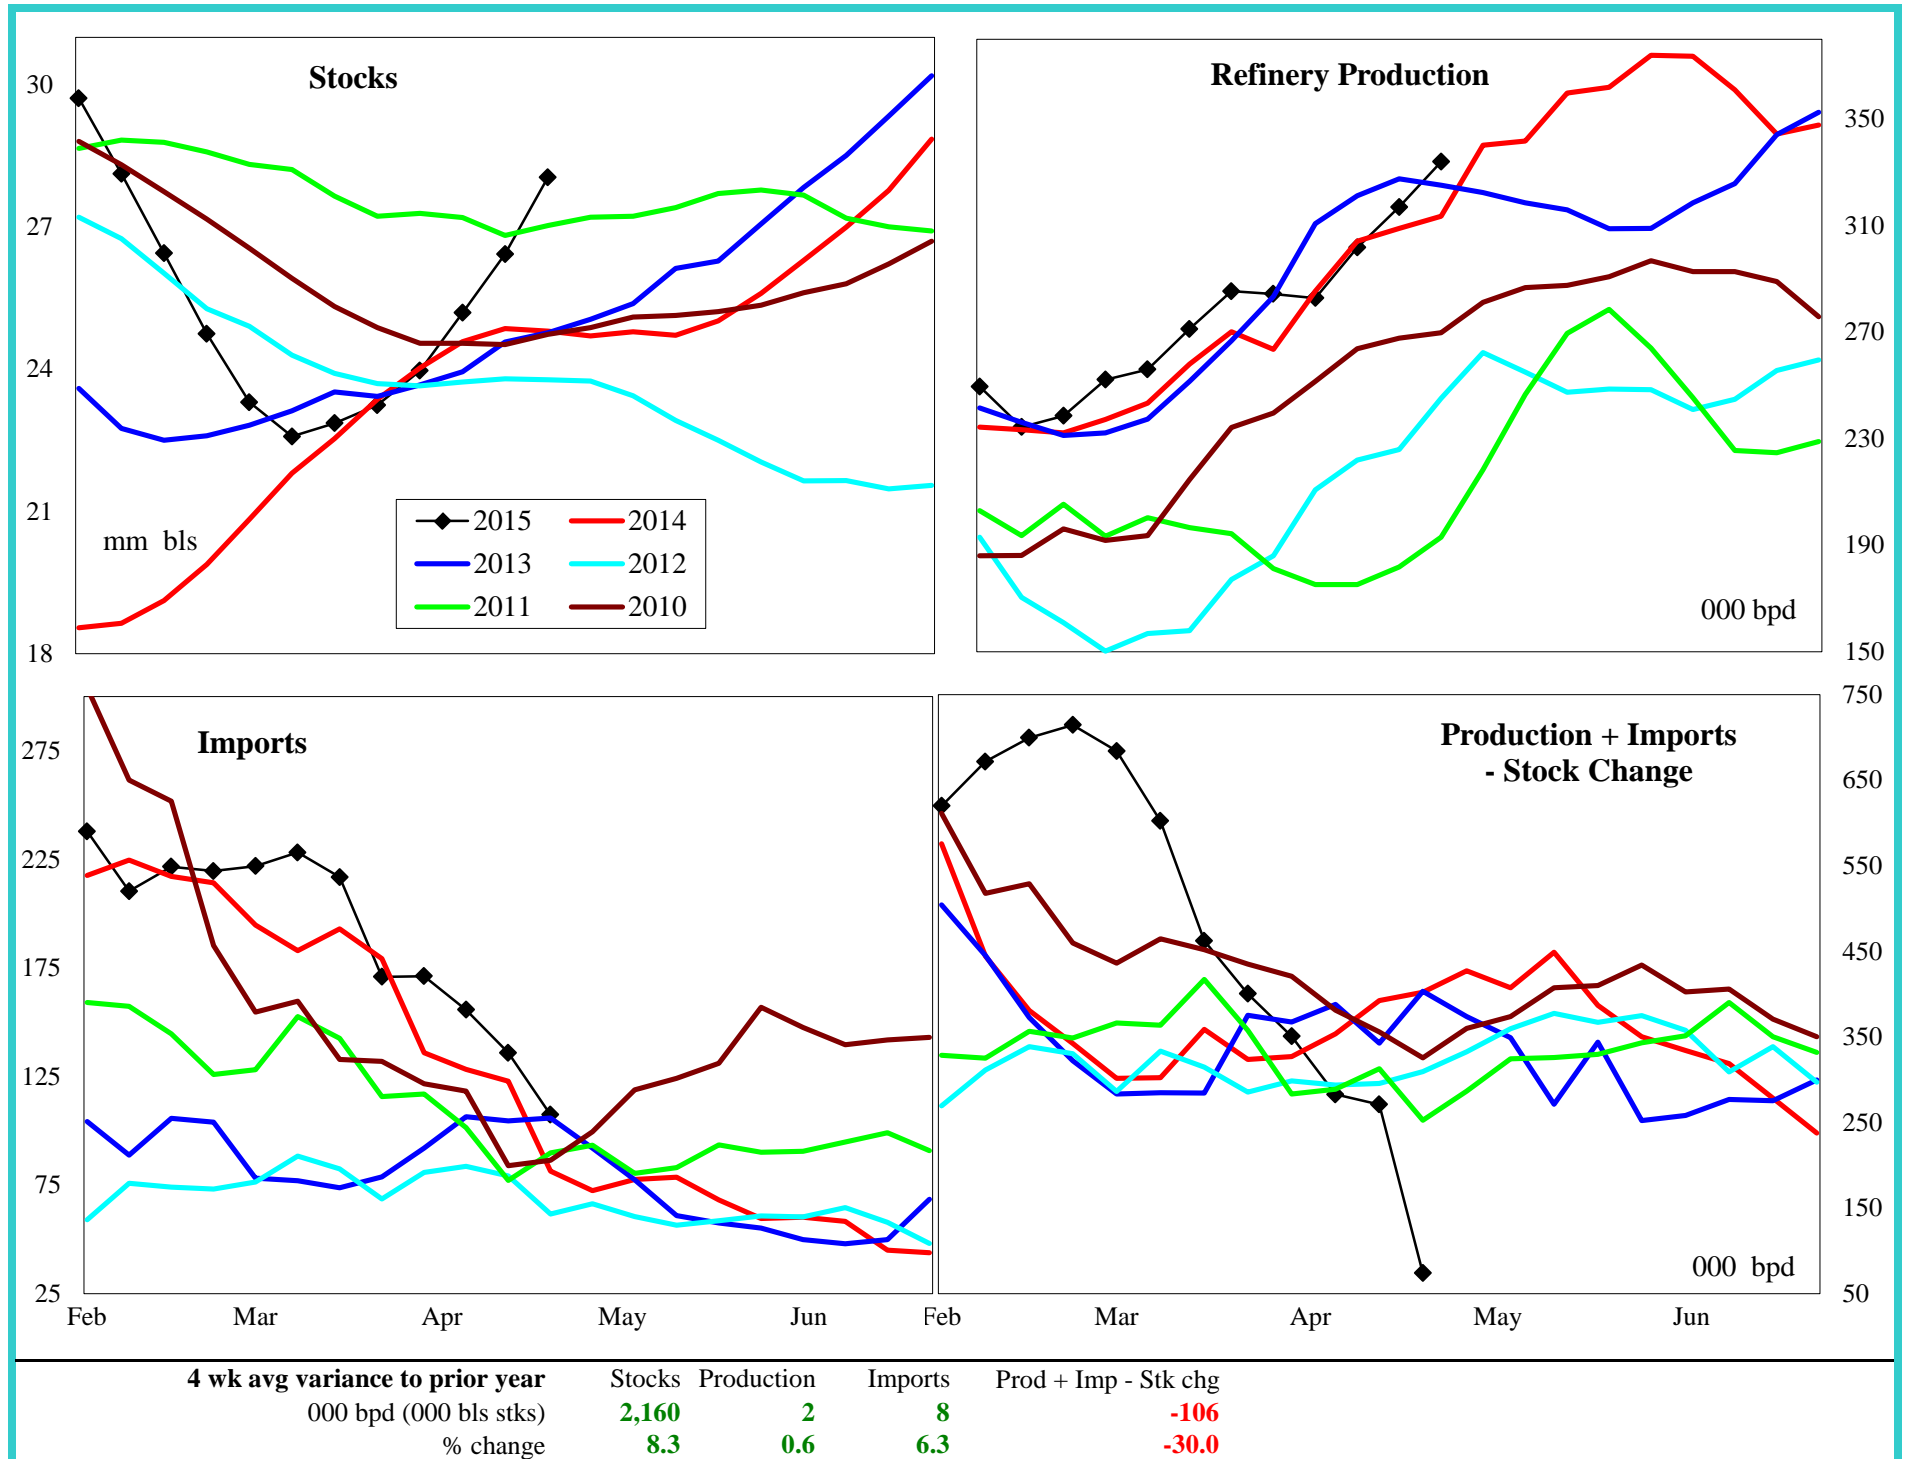 Stocks
30
27
24
21
18
mm bls
2015 2014
2013 2012
2011 2010
Refinery Production
350
310
270
230
190
150
000 bpd
Imports
275
225
175
125
75
25
Feb Mar Apr May Jun
Production + Imports
- Stock Change
750
650
550
450
350
250
150
50
000 bpd
Feb Mar Apr May Jun
4 wk avg variance to prior year Stocks Production Imports Prod + Imp - Stk chg
000 bpd (000 bls stks) 2,160 2 8 -106
% change 8.3 0.6 6.3 -30.0